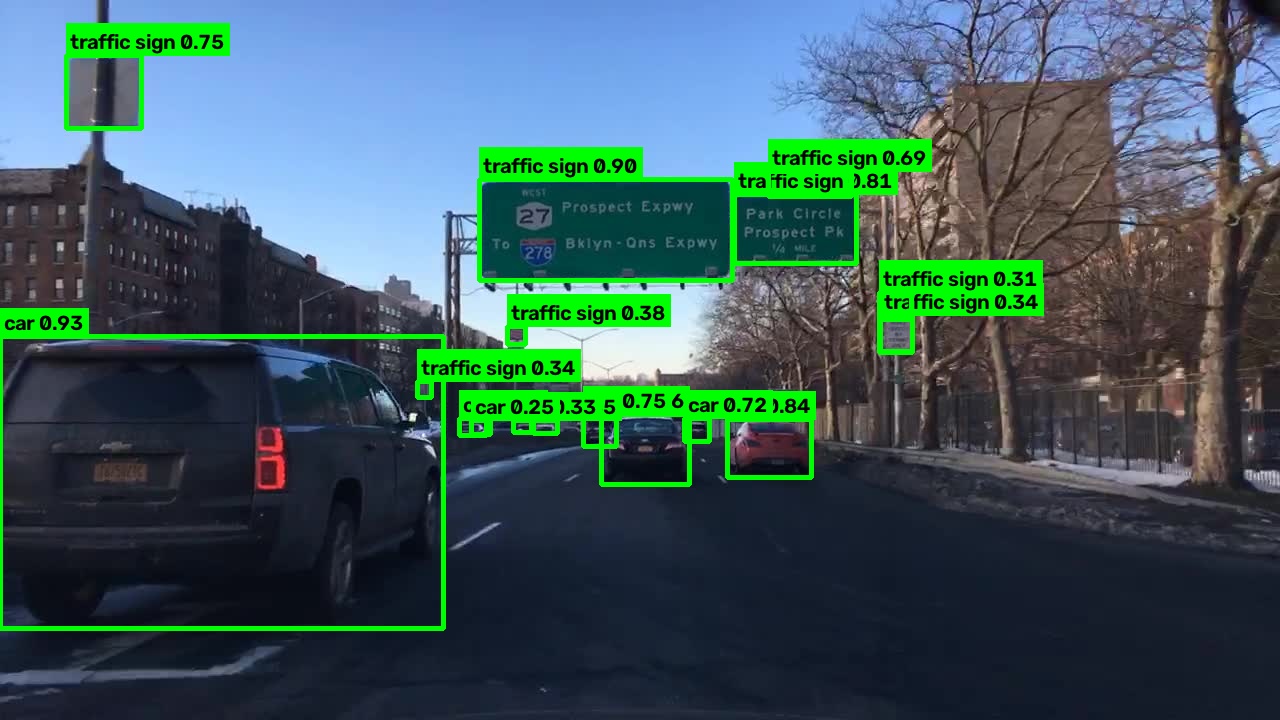 traffic sign 0.75
traffic sign 0.69
traffic sign 0.90
traffic sign 0.81
WEST
27 Prospect Expwy
To 278 Bklyn-Qns Expwy
Park Circle
Prospect Pk
¼ MILE
traffic sign 0.31
traffic sign 0.34
traffic sign 0.38
car 0.93
traffic sign 0.34
car 0.25
0.33
0.75
car 0.72
0.84